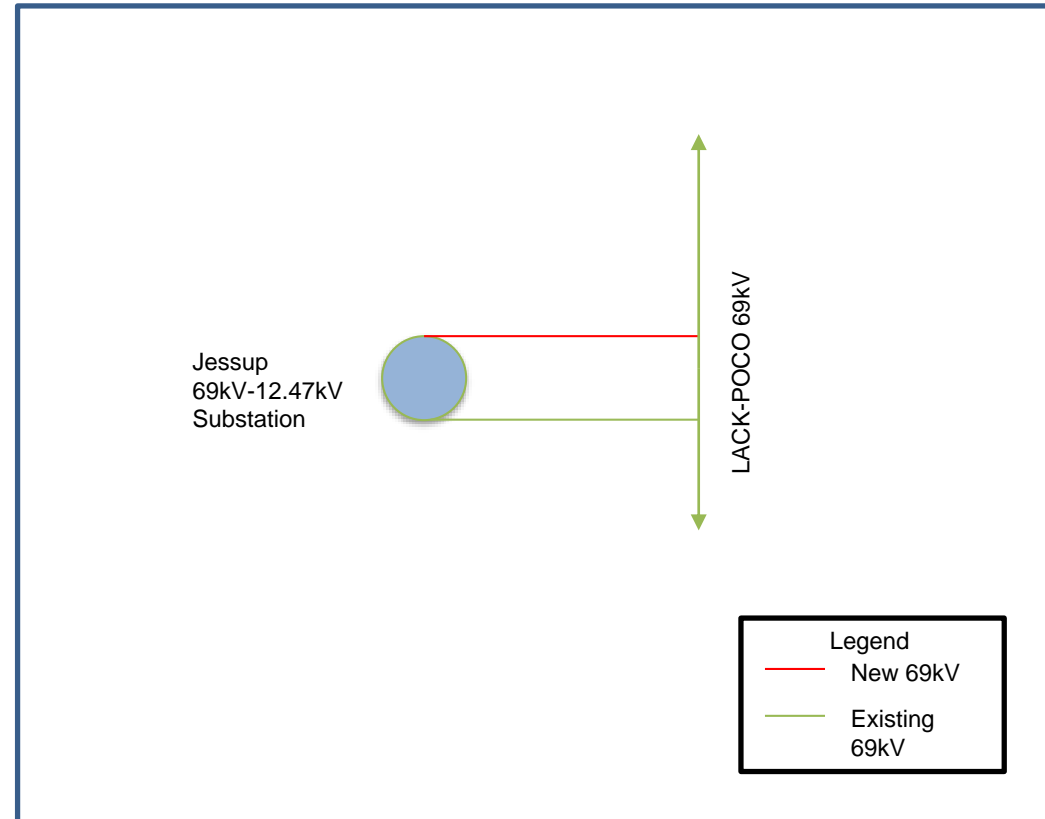 Jessup
69kV-12.47kV
Substation
LACK-POCO 69kV
Legend
New 69kV
Existing
69kV